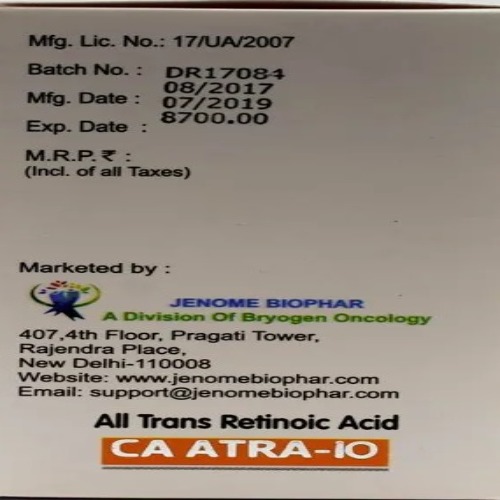 Mfg. Lic. No.: 17/UA/2007
Batch No. : DR17084
Mfg. Date : 08/2017
Exp. Date : 07/2019
M.R.P. ₹ : 8700.00
(Incl. of all Taxes)
Marketed by :
JENOME BIOPHAR
A Division Of Bryogen Oncology
407,4th Floor, Pragati Tower,
Rajendra Place,
New Delhi-110008
Website: www.jenomebiophar.com
Email: support@jenomebiophar.com
All Trans Retinoic Acid
CA ATRA-10